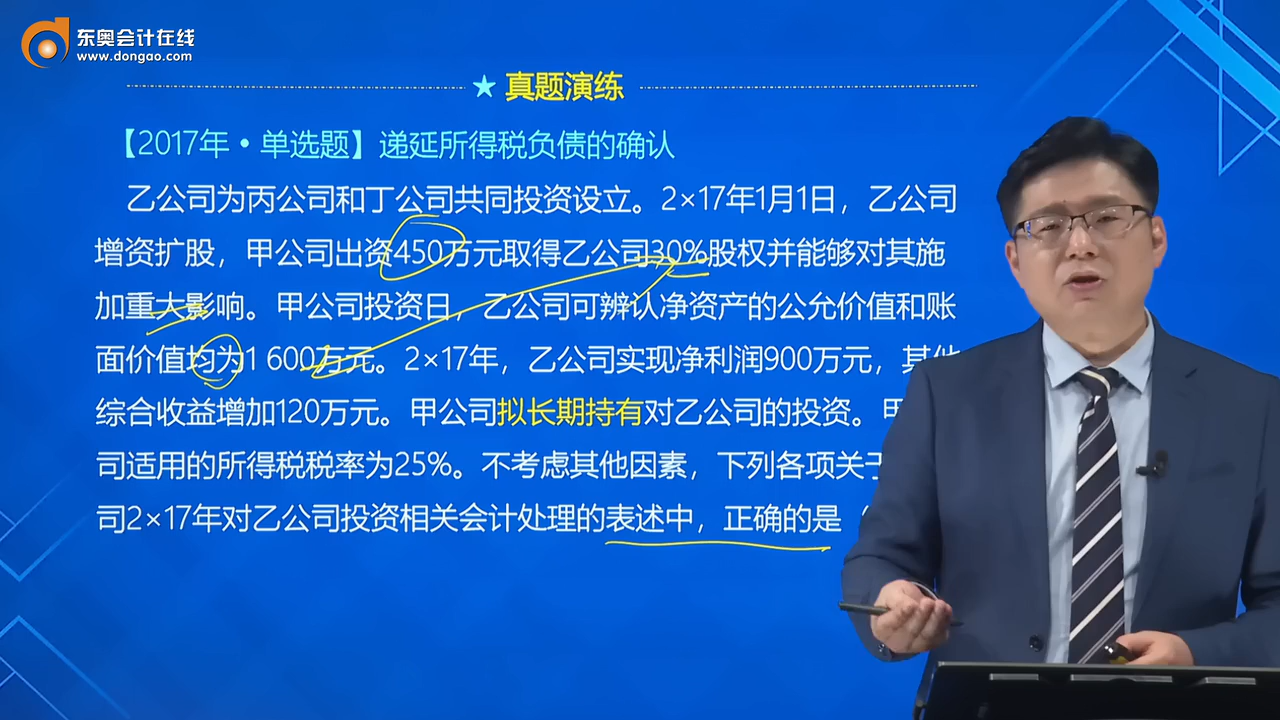 东奥会计在线
www.dongao.com
★ 真题演练
【2017年·单选题】递延所得税负债的确认
乙公司为丙公司和丁公司共同投资设立。2×17年1月1日，乙公司
增资扩股，甲公司出资450万元取得乙公司30%股权并能够对其施
加重大影响。甲公司投资日，乙公司可辨认净资产的公允价值和账
面价值均为1 600万元。2×17年，乙公司实现净利润900万元，其他
综合收益增加120万元。甲公司拟长期持有对乙公司的投资。甲
司适用的所得税税率为25%。不考虑其他因素，下列各项关于
司2×17年对乙公司投资相关会计处理的表述中，正确的是（